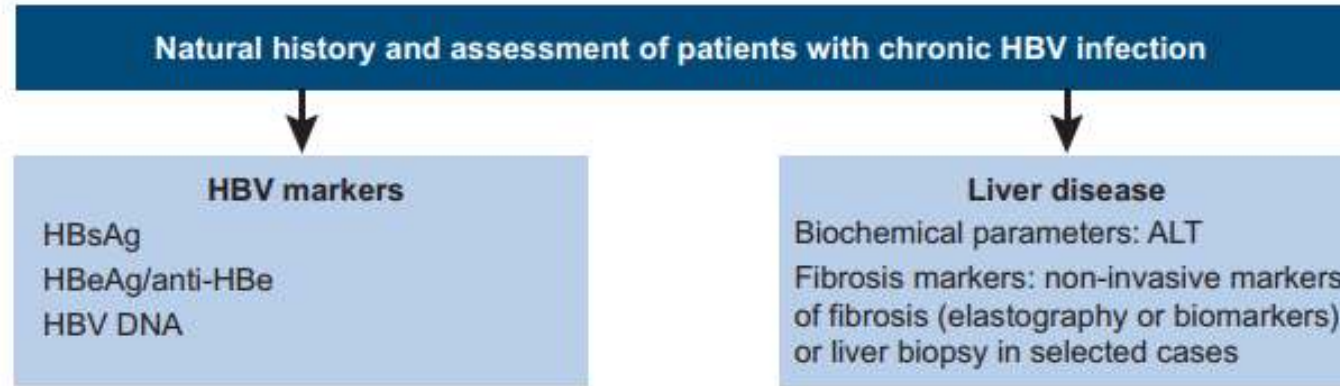 Natural history and assessment of patients with chronic HBV infection
HBV markers
HBsAg
HBeAg/anti-HBe
HBV DNA
Liver disease
Biochemical parameters: ALT
Fibrosis markers: non-invasive markers
of fibrosis (elastography or biomarkers)
or liver biopsy in selected cases